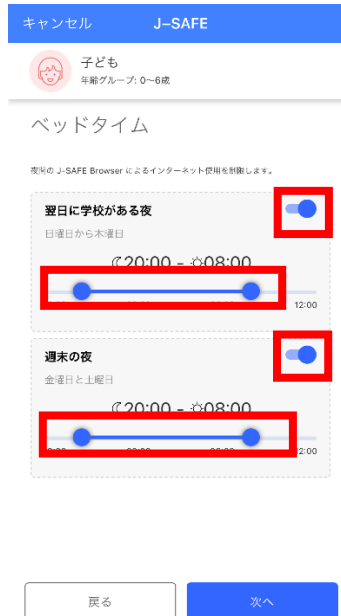 キャンセル J–SAFE
子ども
年齢グループ: 0〜6歳
ベッドタイム
夜間の J-SAFE Browser によるインターネット使用を制限します。
翌日に学校がある夜
日曜日から木曜日
20:00 – 08:00
12:00
週末の夜
金曜日と土曜日
20:00 – 08:00
戻る 次へ